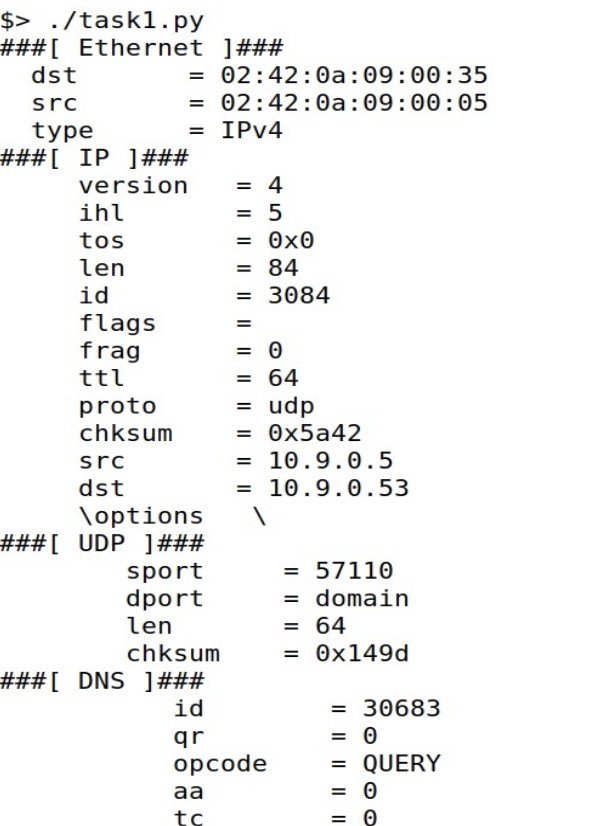 $> ./task1.py
###[ Ethernet ]###
  dst       = 02:42:0a:09:00:35
  src       = 02:42:0a:09:00:05
  type      = IPv4
###[ IP ]###
     version   = 4
     ihl       = 5
     tos       = 0x0
     len       = 84
     id        = 3084
     flags     =
     frag      = 0
     ttl       = 64
     proto     = udp
     chksum    = 0x5a42
     src       = 10.9.0.5
     dst       = 10.9.0.53
     \options   \
###[ UDP ]###
        sport     = 57110
        dport     = domain
        len       = 64
        chksum    = 0x149d
###[ DNS ]###
           id        = 30683
           qr        = 0
           opcode    = QUERY
           aa        = 0
           tc        = 0